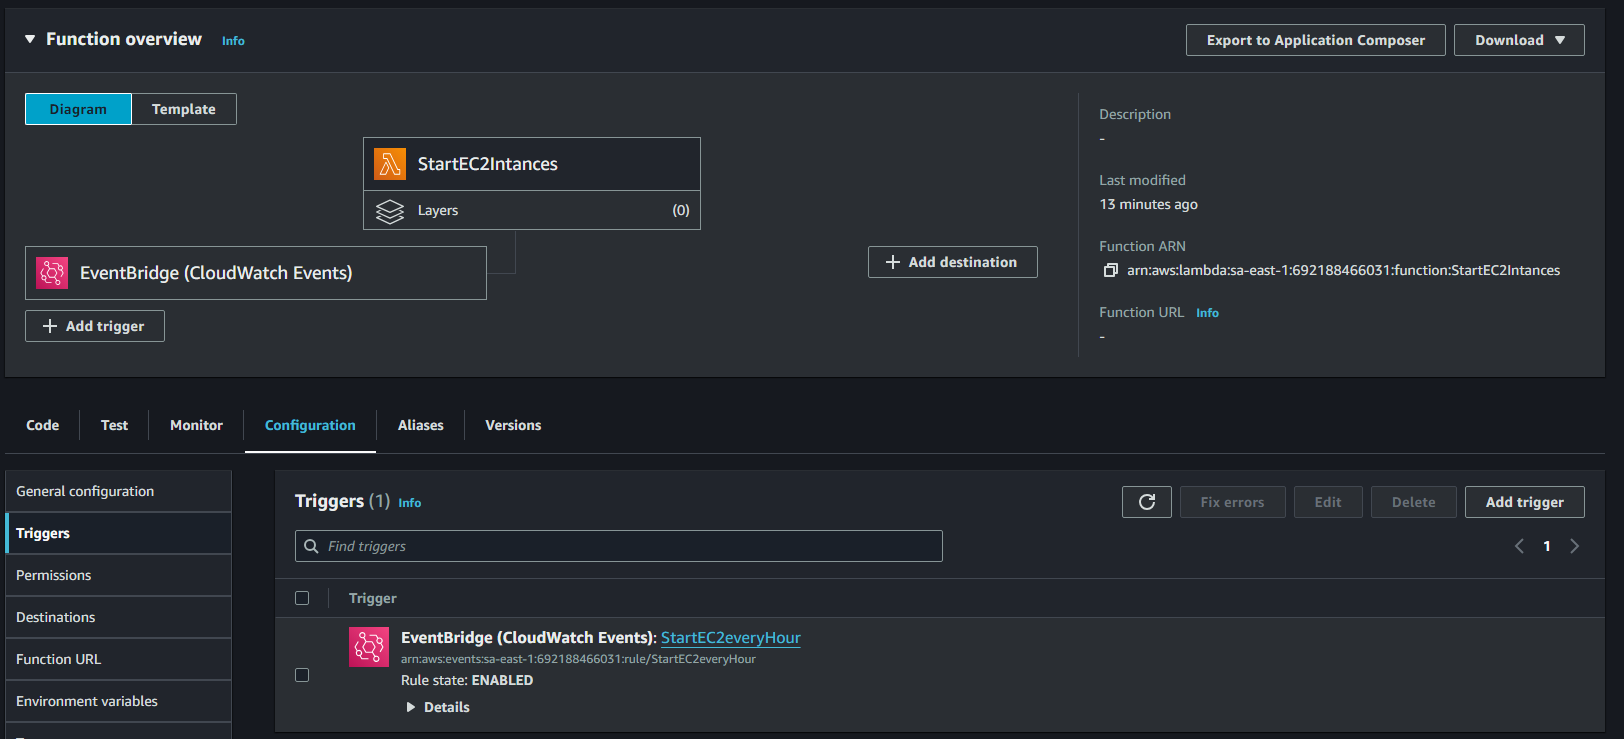 Function overview Info
Export to Application Composer
Download
Diagram
Template
StartEC2Intances
Layers (0)
EventBridge (CloudWatch Events)
+ Add trigger
+ Add destination
Description
-
Last modified
13 minutes ago
Function ARN
arn:aws:lambda:sa-east-1:692188466031:function:StartEC2Intances
Function URL Info
-
Code
Test
Monitor
Configuration
Aliases
Versions
General configuration
Triggers
Permissions
Destinations
Function URL
Environment variables
Triggers (1) Info
Fix errors
Edit
Delete
Add trigger
Find triggers
1
Trigger
EventBridge (CloudWatch Events): StartEC2everyHour
arn:aws:events:sa-east-1:692188466031:rule/StartEC2everyHour
Rule state: ENABLED
Details